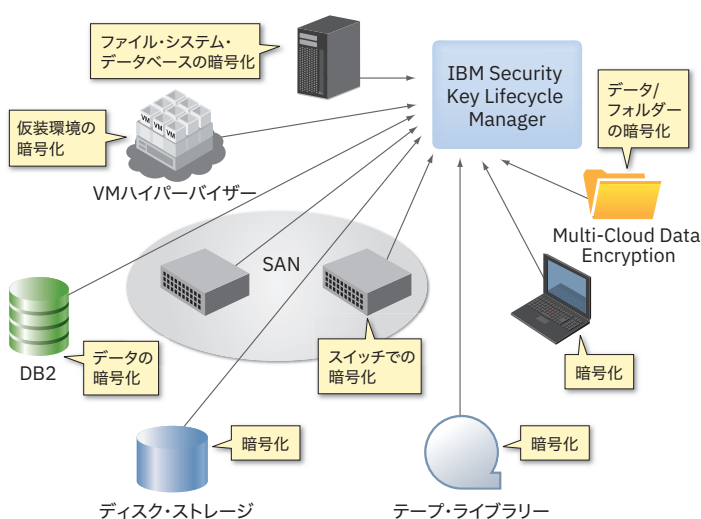 ファイル・システム・
データベースの暗号化
IBM Security
Key Lifecycle
Manager
データ/
フォルダー
の暗号化
仮装環境の
暗号化
VM
VM
VM
VMハイパーバイザー
Multi-Cloud Data
Encryption
SAN
DB2
データの
暗号化
スイッチでの
暗号化
暗号化
暗号化
ディスク・ストレージ
暗号化
テープ・ライブラリー